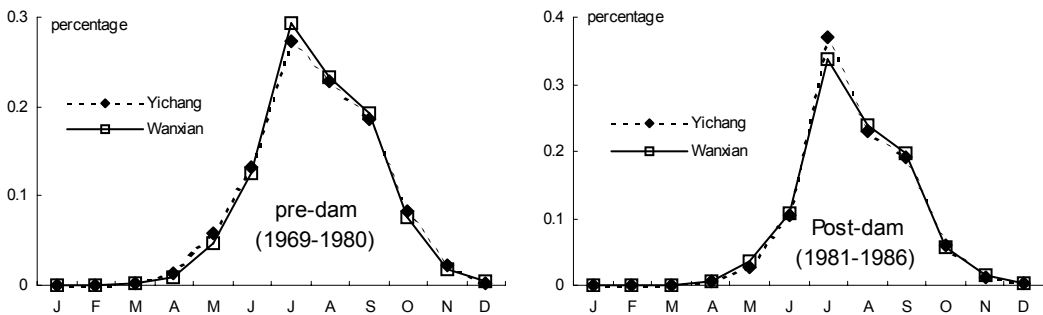 0.3
percentage
0.2
0.1
0
Yichang
Wanxian
pre-dam
(1969-1980)
J F M A M J J A S O N D
0.4
percentage
0.3
0.2
0.1
0
Yichang
Wanxian
Post-dam
(1981-1986)
J F M A M J J A S O N D